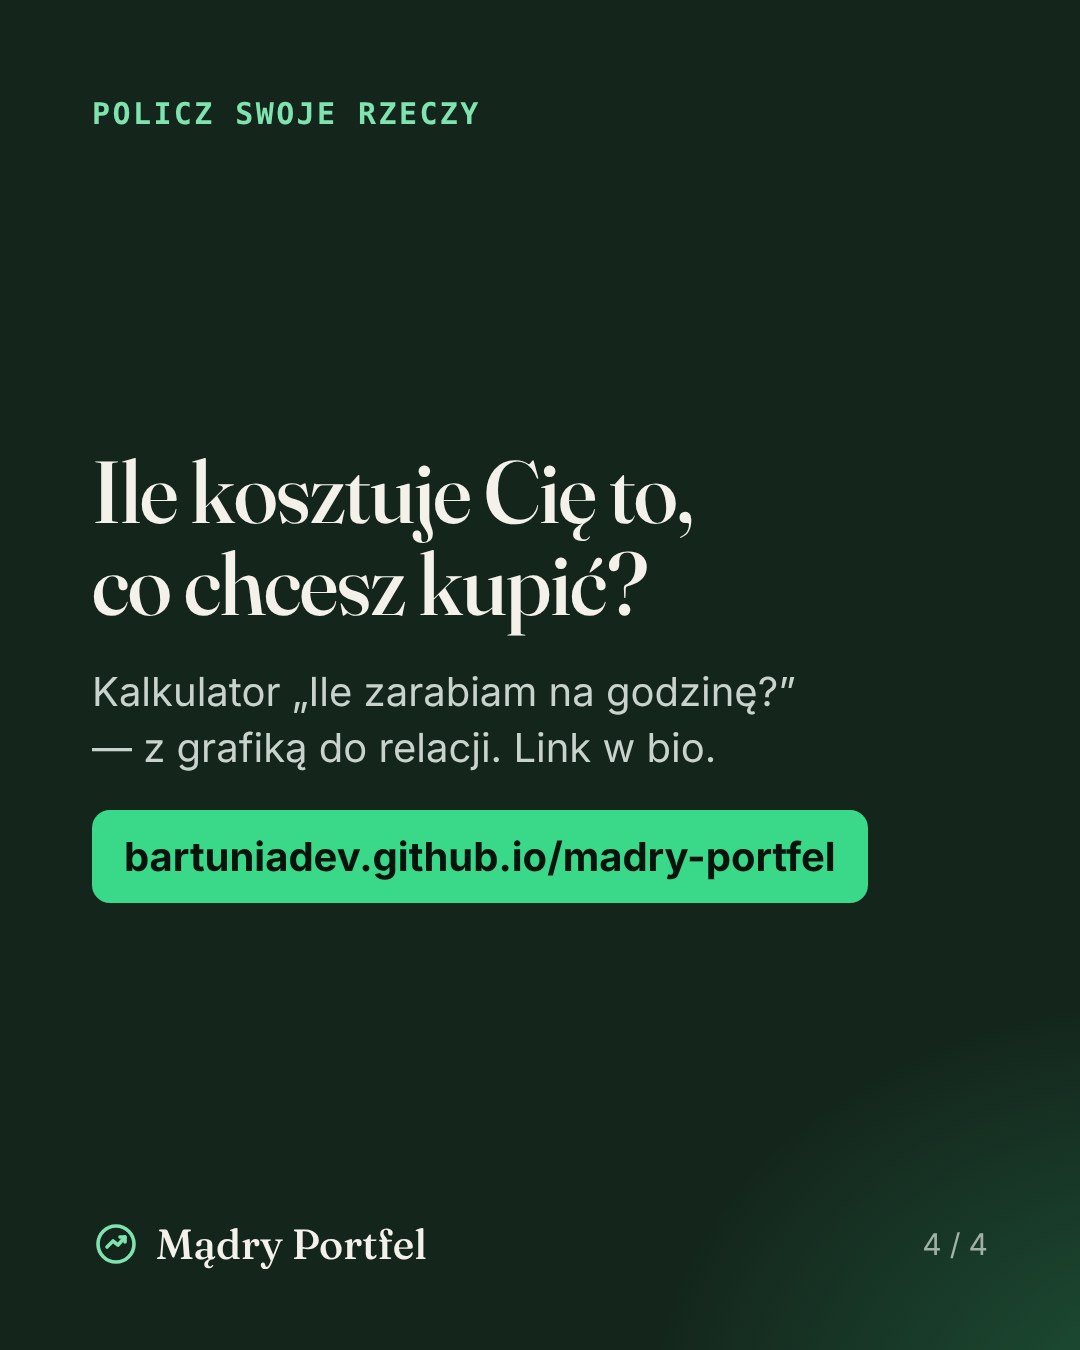 POLICZ SWOJE RZECZY
Ile kosztuje Cię to,
co chcesz kupić?
Kalkulator „Ile zarabiam na godzinę?”
— z grafiką do relacji. Link w bio.
bartuniadev.github.io/madry-portfel
Mądry Portfel
4 / 4